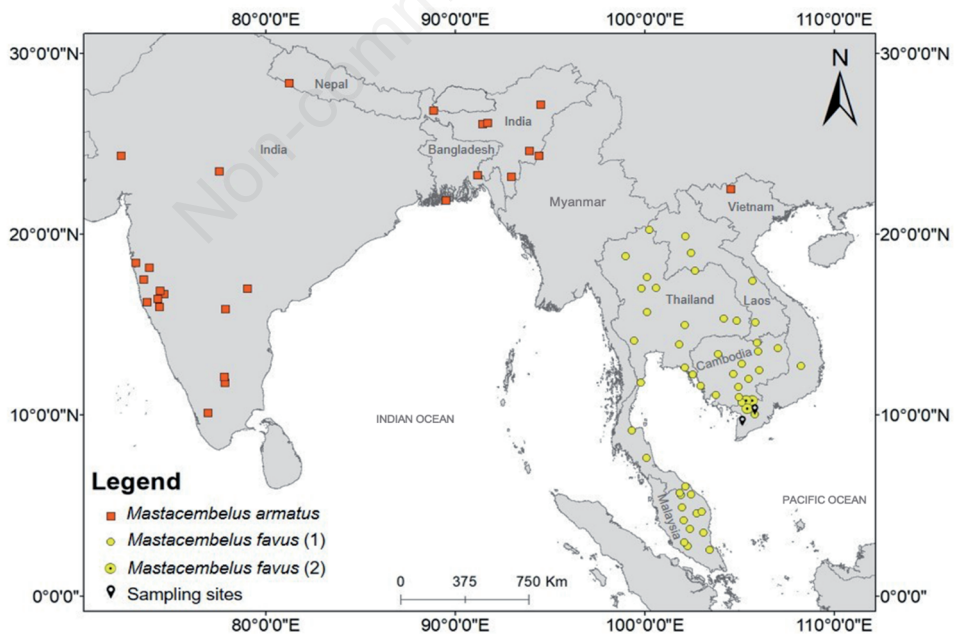 80°0'0"E 90°0'0"E 100°0'0"E 110°0'0"E
30°0'0"N 30°0'0"N
N
Nepal
India
India
Bangladesh
Myanmar
Vietnam
20°0'0"N 20°0'0"N
Thailand
Laos
Cambodia
10°0'0"N 10°0'0"N
INDIAN OCEAN
PACIFIC OCEAN
Malaysia
Legend
Mastacembelus armatus
Mastacembelus favus (1)
Mastacembelus favus (2)
Sampling sites
0 375 750 Km
0°0'0" 0°0'0"
80°0'0"E 90°0'0"E 100°0'0"E 110°0'0"E
Non-comm